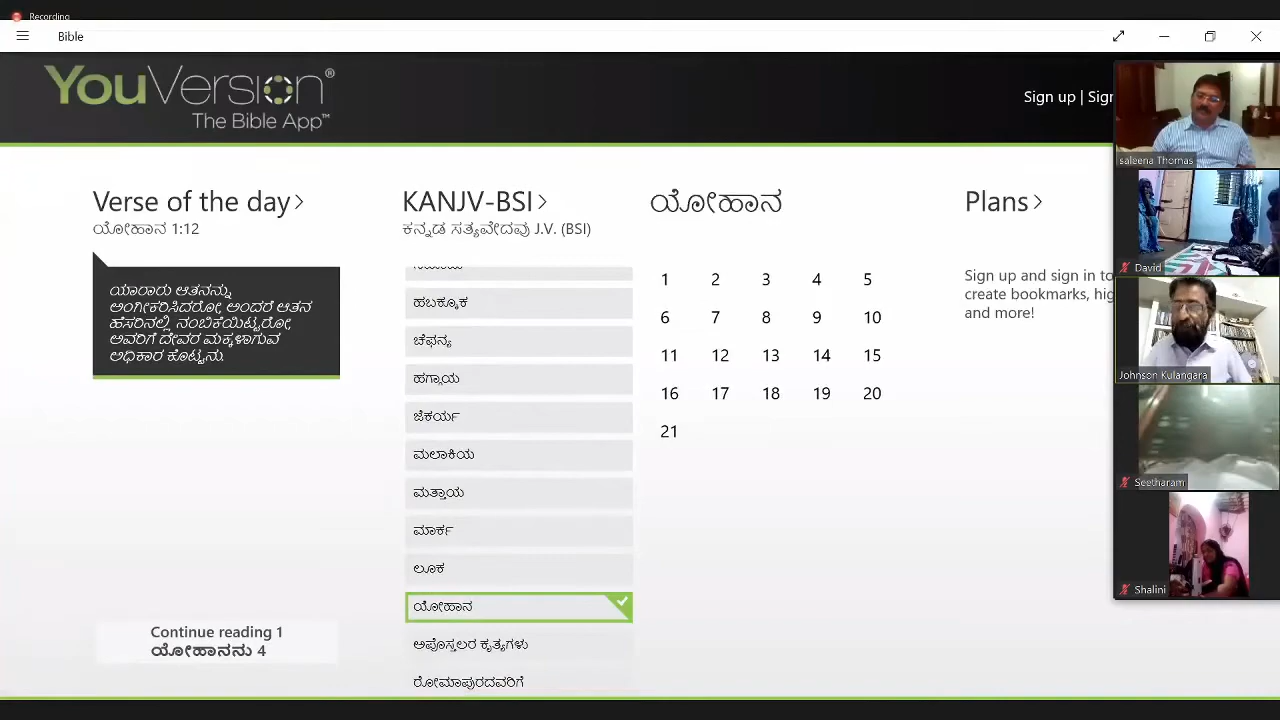 Recording
Bible
YouVersion®
The Bible App™
Sign up | Sign
Verse of the day
ಯೋಹಾನ 1:12
ಯಾರಾರು ಆತನನ್ನು
ಅಂಗೀಕರಿಸಿದರೋ, ಅಂದರೆ ಆತನ
ಹೆಸರಿನಲ್ಲಿ ನಂಬಿಕೆಯಿಟ್ಟರೋ,
ಅವರಿಗೆ ದೇವರ ಮಕ್ಕಳಾಗುವ
ಅಧಿಕಾರ ಕೊಟ್ಟನು.
Continue reading 1
ಯೋಹಾನನು 4
KANJV-BSI
ಕನ್ನಡ ಸತ್ಯವೇದವು J.V. (BSI)
ಹಬಕ್ಕೂಕ
ಚೆಫನ್ಯ
ಹಗ್ಗಾಯ
ಜೆಕರ್ಯ
ಮಲಾಕಿಯ
ಮತ್ತಾಯ
ಮಾರ್ಕ
ಲೂಕ
ಯೋಹಾನ
ಅಪೊಸ್ತಲರ ಕೃತ್ಯಗಳು
ರೋಮಾಪುರದವರಿಗೆ
ಯೋಹಾನ
1 2 3 4 5
6 7 8 9 10
11 12 13 14 15
16 17 18 19 20
21
Plans
Sign up and sign in to
create bookmarks, hig
and more!
saleena Thomas
David
Johnson Kulangara
Seetharam
Shalini